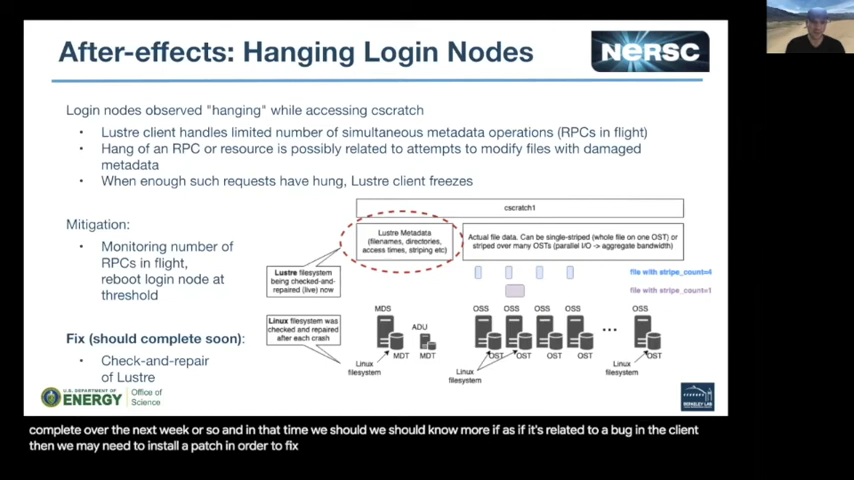 After-effects: Hanging Login Nodes
NERSC
Login nodes observed "hanging" while accessing cscratch
• Lustre client handles limited number of simultaneous metadata operations (RPCs in flight)
• Hang of an RPC or resource is possibly related to attempts to modify files with damaged
metadata
• When enough such requests have hung, Lustre client freezes
Mitigation:
• Monitoring number of
RPCs in flight,
reboot login node at
threshold
Fix (should complete soon):
• Check-and-repair
of Lustre
cscratch1
Lustre Metadata
(filenames, directories,
access times, striping etc)
Actual file data. Can be single-striped (whole file on one OST) or
striped over many OSTs (parallel I/O -> aggregate bandwidth)
Lustre filesystem
being checked-and-
repaired (live) now
file with stripe_count=4
file with stripe_count=1
Linux filesystem was
checked and repaired
after each crash
MDS
ADU
OSS
OSS
OSS
OSS
...
OSS
MDT
MDT
OST
OST
OST
OST
OST
Linux
filesystem
Linux
filesystem
Linux
filesystem
U.S. DEPARTMENT OF
ENERGY
Office of
Science
BERKELEY LAB
complete over the next week or so and in that time we should we should know more if as if it's related to a bug in the client
then we may need to install a patch in order to fix